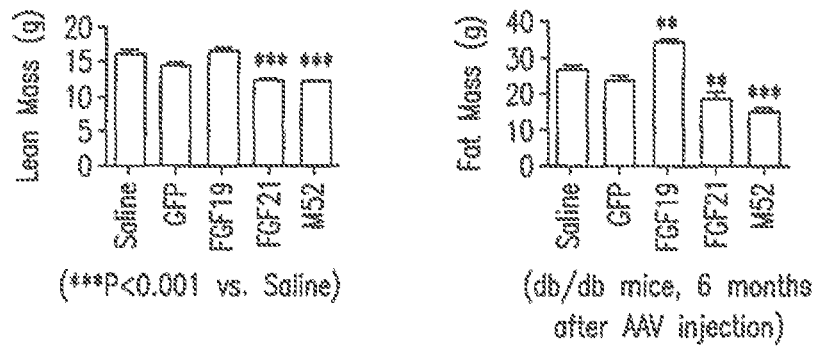 Lean Mass (g)
20
15
10
5
0
*** ***
Saline
GFP
FGF19
FGF21
M52
(***P<0.001 vs. Saline)
Fat Mass (g)
40
30
20
10
0
**
**
***
Saline
GFP
FGF19
FGF21
M52
(db/db mice, 6 months
after AAV injection)